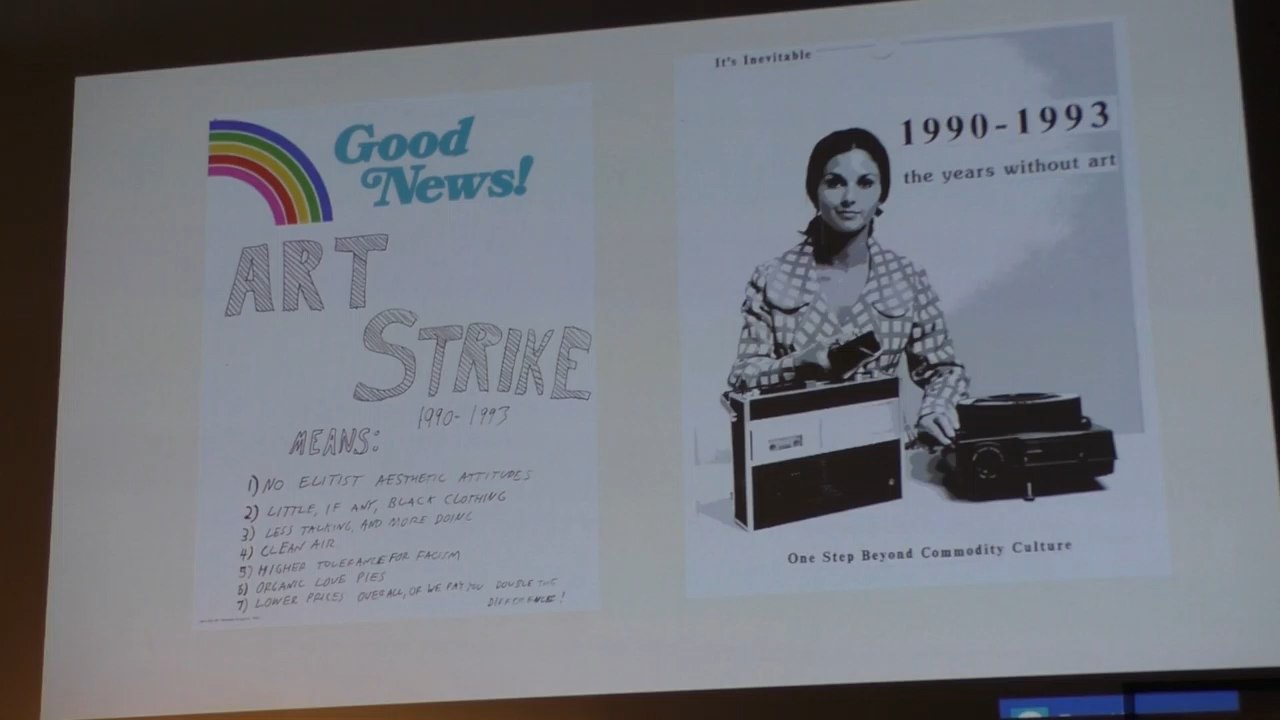 Good
News!
ART
STRIKE
1990-1993
MEANS:
1) NO ELITIST AESTHETIC ATTITUDES
2) LITTLE, IF ANY, BLACK CLOTHING
3) LESS TALKING, AND MORE DOING
4) CLEAN AIR
5) HIGHER TOLERANCE FOR FACISM
6) ORGANIC LOVE PIES
7) LOWER PRICES OVERALL, OR WE PAY YOU DOUBLE THE
DIFFERENCE!
It's Inevitable
1990-1993
the years without art
One Step Beyond Commodity Culture